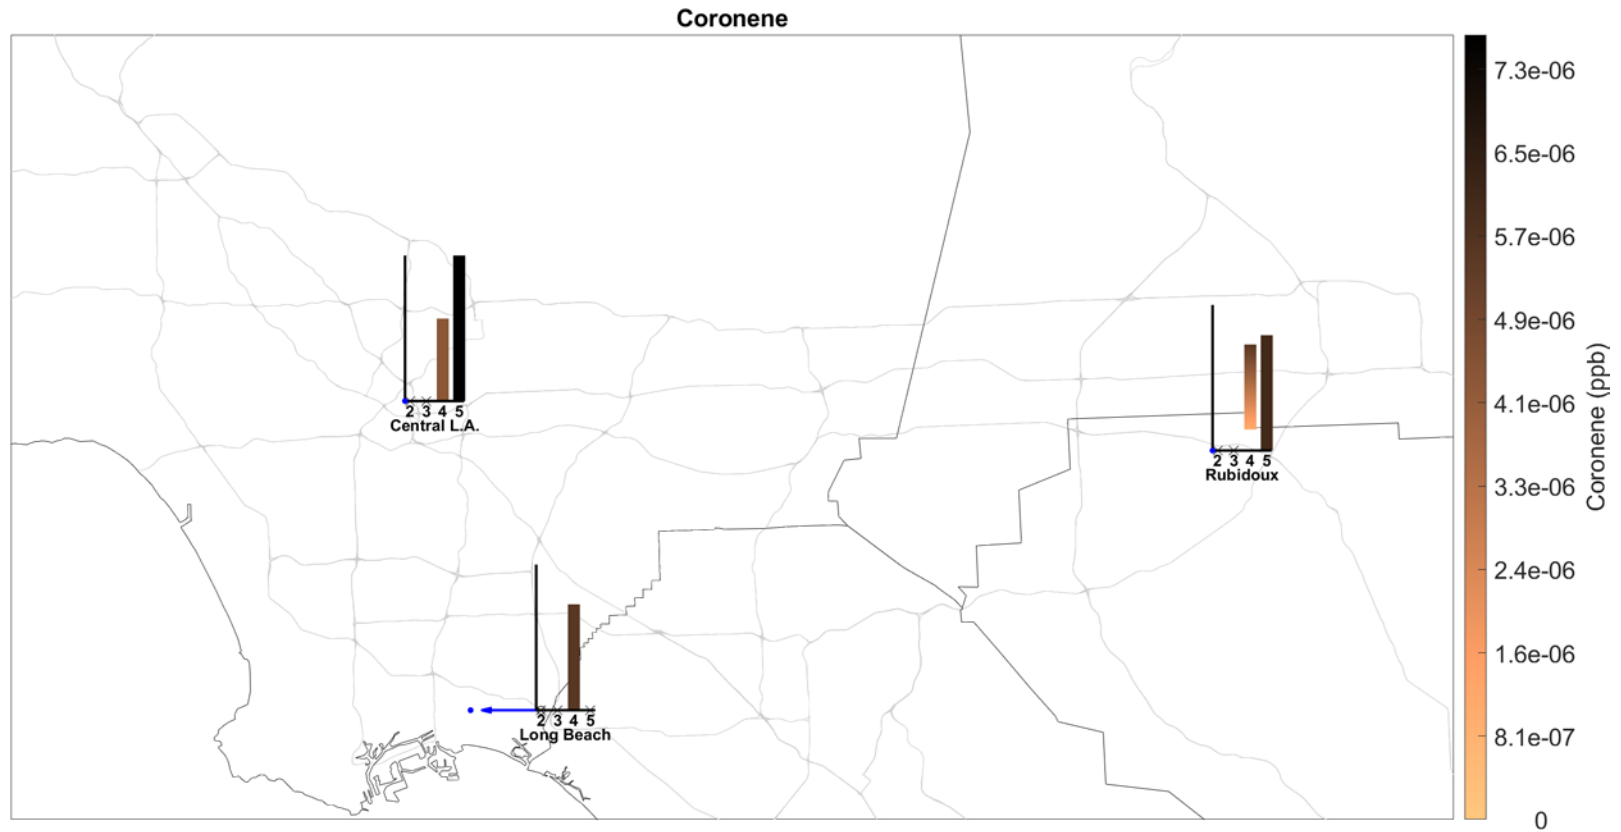 Coronene
7.3e-06
6.5e-06
5.7e-06
4.9e-06
4.1e-06
3.3e-06
2.4e-06
1.6e-06
8.1e-07
0
Coronene (ppb)
2 3 4 5
Central L.A.
2 3 4 5
Rubidoux
2 3 4 5
Long Beach